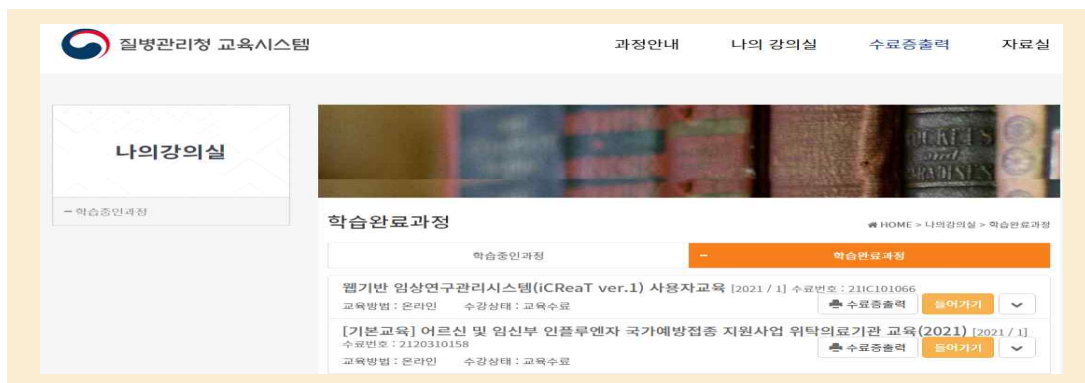 질병관리청 교육시스템
과정안내 나의 강의실 수료증출력 자료실
나의강의실
− 학습중인과정
학습완료과정
HOME > 나의강의실 > 학습완료과정
학습중인과정
− 학습완료과정
웹기반 임상연구관리시스템(iCReaT ver.1) 사용자교육 [2021 / 1] 수료번호 : 21IC101066
교육방법 : 온라인 수강상태 : 교육수료 수료증출력 들어가기
[기본교육] 어르신 및 임신부 인플루엔자 국가예방접종 지원사업 위탁의료기관 교육(2021) [2021 / 1]
수료번호 : 2120310158
교육방법 : 온라인 수강상태 : 교육수료 수료증출력 들어가기